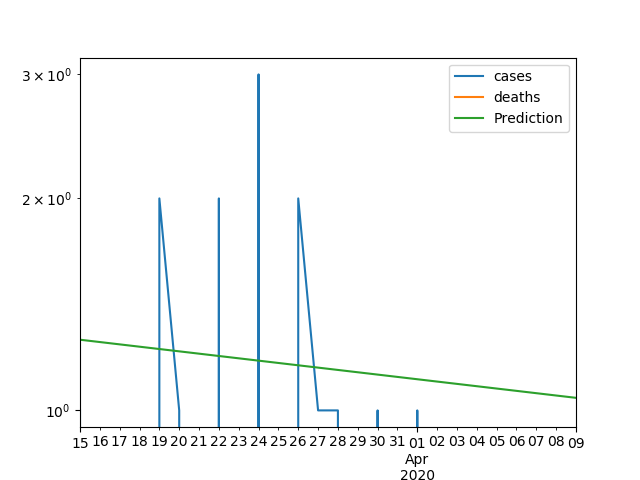 3 × 10⁰
2 × 10⁰
10⁰
cases
deaths
Prediction
15 16 17 18 19 20 21 22 23 24 25 26 27 28 29 30 31 01 02 03 04 05 06 07 08 09
Apr
2020